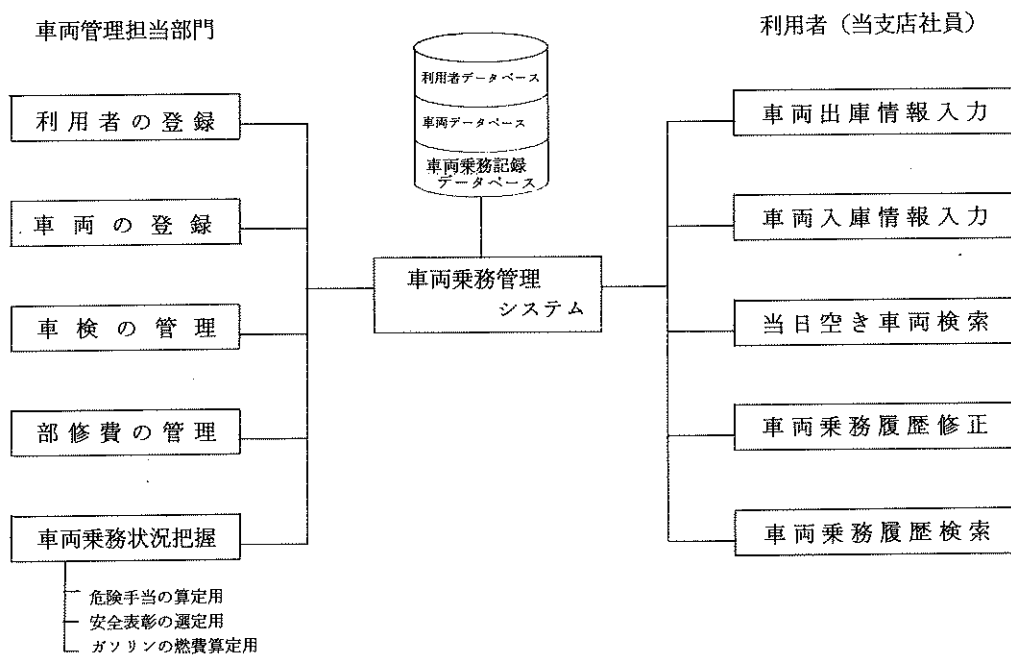 車両管理担当部門
利用者の登録
車両の登録
車検の管理
部修費の管理
車両乗務状況把握
危険手当の算定用
安全表彰の選定用
ガソリンの燃費算定用
利用者データベース
車両データベース
車両乗務記録
データベース
車両乗務管理
システム
利用者（当支店社員）
車両出庫情報入力
車両入庫情報入力
当日空き車両検索
車両乗務履歴修正
車両乗務履歴検索